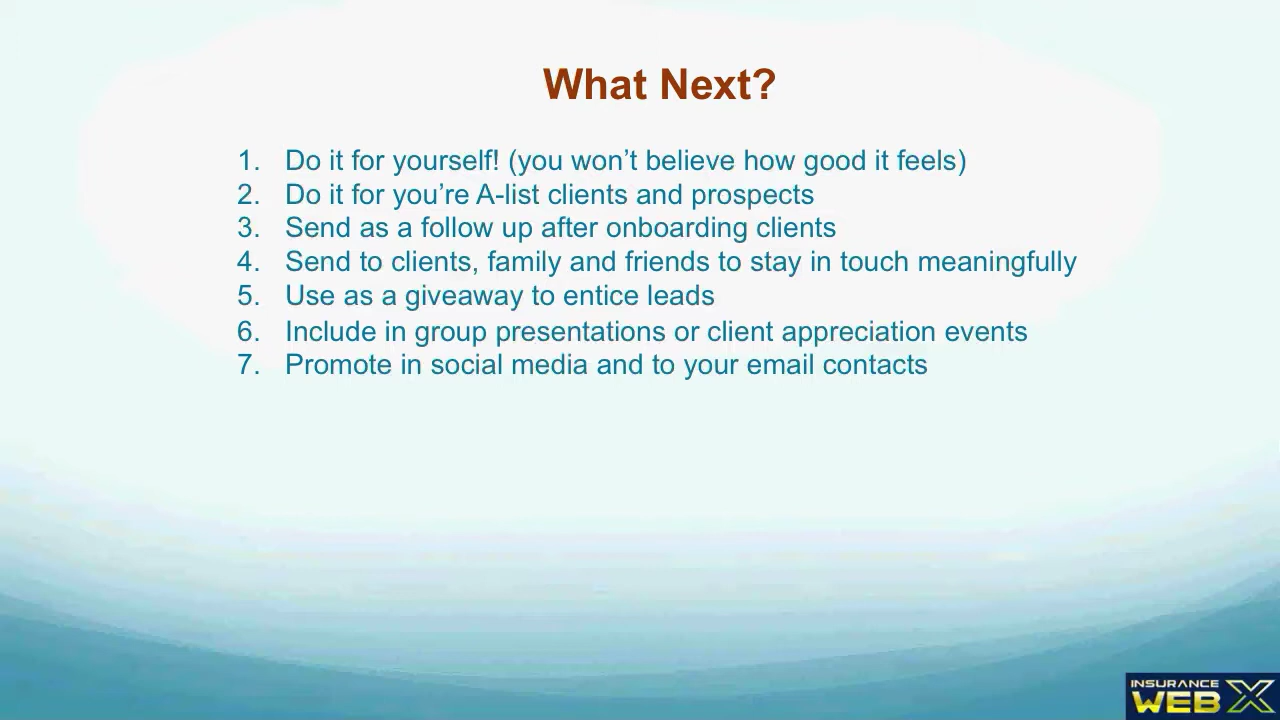 What Next?
1. Do it for yourself! (you won’t believe how good it feels)
2. Do it for you’re A-list clients and prospects
3. Send as a follow up after onboarding clients
4. Send to clients, family and friends to stay in touch meaningfully
5. Use as a giveaway to entice leads
6. Include in group presentations or client appreciation events
7. Promote in social media and to your email contacts
INSURANCE
WEB X